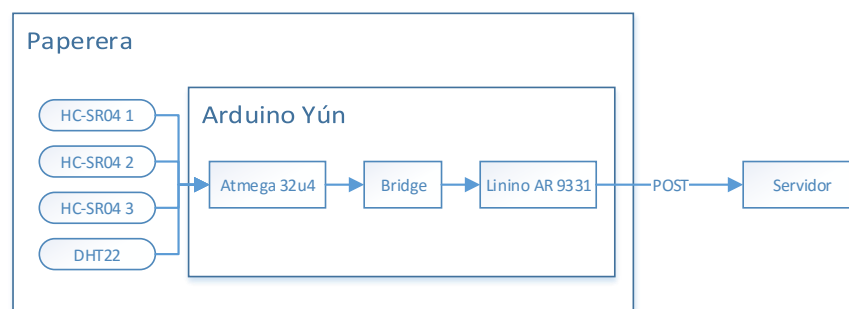 Paperera
Arduino Yún
HC-SR04 1
HC-SR04 2
HC-SR04 3
DHT22
Atmega 32u4
Bridge
Linino AR 9331
POST
Servidor